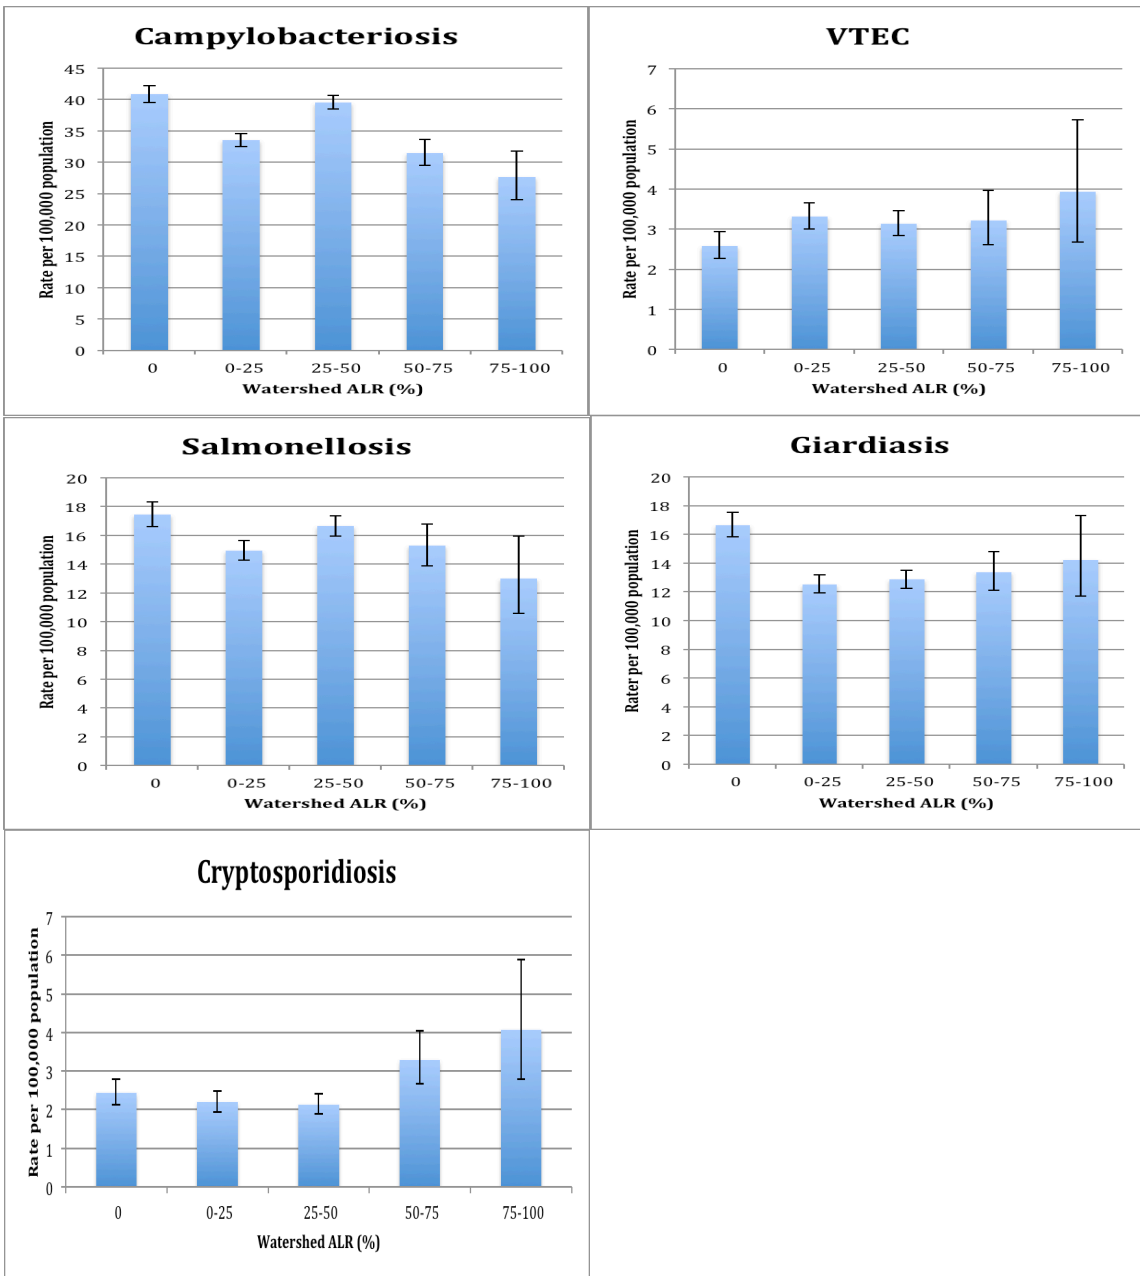 Campylobacteriosis
Rate per 100,000 population
45
40
35
30
25
20
15
10
5
0
0 0-25 25-50 50-75 75-100
Watershed ALR (%)
VTEC
Rate per 100,000 population
7
6
5
4
3
2
1
0
0 0-25 25-50 50-75 75-100
Watershed ALR (%)
Salmonellosis
Rate per 100,000 population
20
18
16
14
12
10
8
6
4
2
0
0 0-25 25-50 50-75 75-100
Watershed ALR (%)
Giardiasis
Rater per 100,000 population
20
18
16
14
12
10
8
6
4
2
0
0 0-25 25-50 50-75 75-100
Watershed ALR (%)
Cryptosporidiosis
Rate per 100,000 population
7
6
5
4
3
2
1
0
0 0-25 25-50 50-75 75-100
Watershed ALR (%)